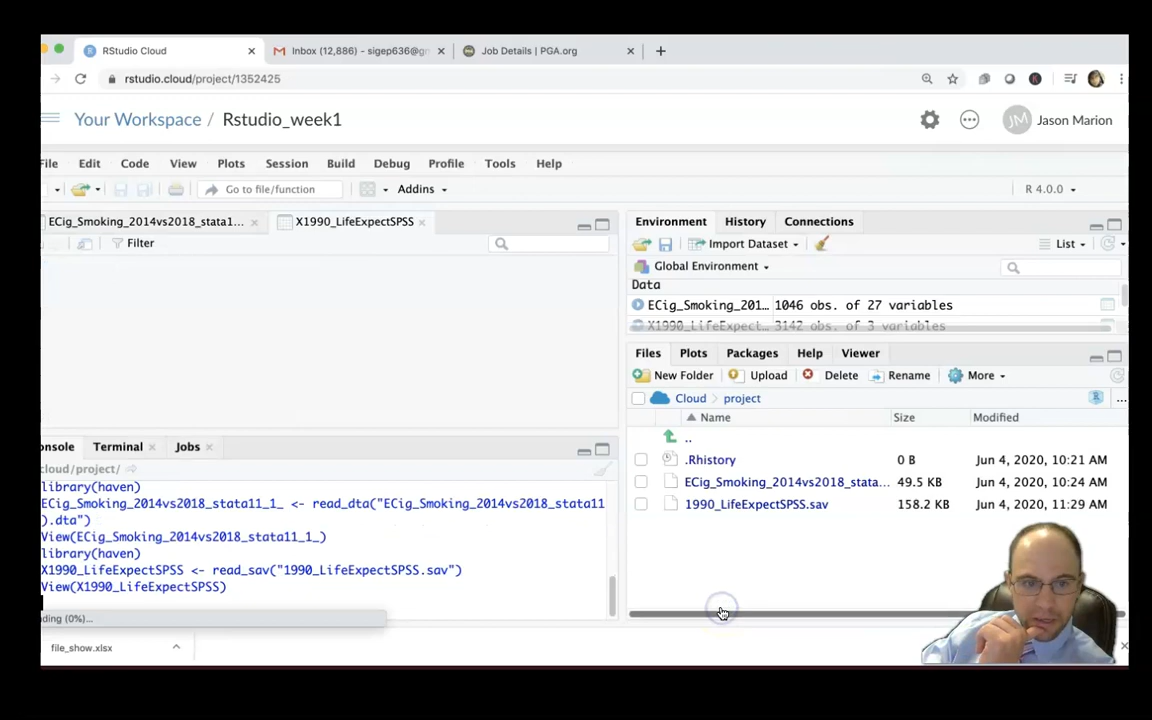 RStudio Cloud
Inbox (12,886) - sigep636@gr
Job Details | PGA.org
rstudio.cloud/project/1352425
Your Workspace / Rstudio_week1
JM Jason Marion
File Edit Code View Plots Session Build Debug Profile Tools Help
Go to file/function Addins R 4.0.0
ECig_Smoking_2014vs2018_stata11... X1990_LifeExpectSPSS
Filter
Environment History Connections
Import Dataset List
Global Environment
Data
ECig_Smoking_201... 1046 obs. of 27 variables
X1990_LifeExpect... 3142 obs. of 3 variables
Files Plots Packages Help Viewer
New Folder Upload Delete Rename More
Cloud project ...
Name Size Modified
..
.Rhistory 0 B Jun 4, 2020, 10:21 AM
ECig_Smoking_2014vs2018_stata... 49.5 KB Jun 4, 2020, 10:24 AM
1990_LifeExpectSPSS.sav 158.2 KB Jun 4, 2020, 11:29 AM
onsole Terminal Jobs
cloud/project/
library(haven)
ECig_Smoking_2014vs2018_stata11_1_ <- read_dta("ECig_Smoking_2014vs2018_stata11
).dta")
View(ECig_Smoking_2014vs2018_stata11_1_)
library(haven)
X1990_LifeExpectSPSS <- read_sav("1990_LifeExpectSPSS.sav")
View(X1990_LifeExpectSPSS)
ding (0%)...
file_show.xlsx